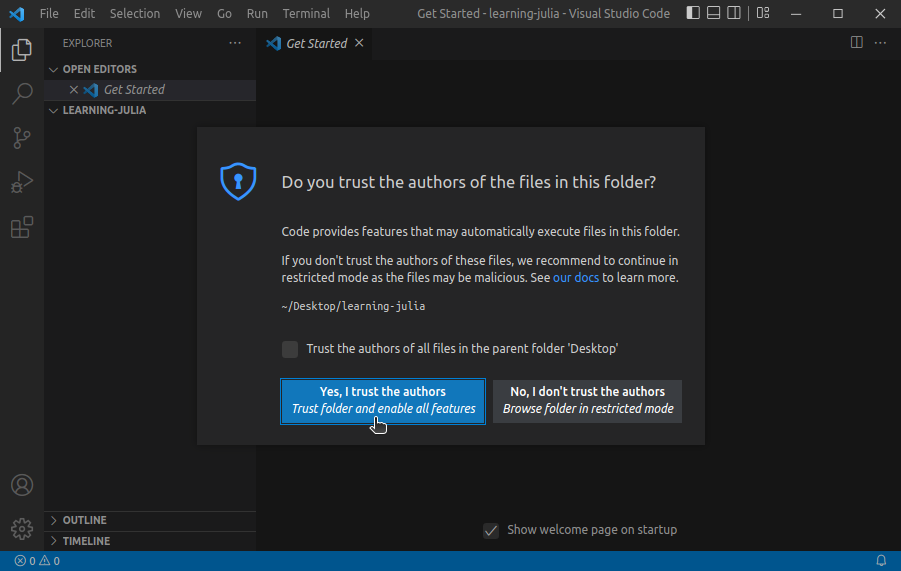 File Edit Selection View Go Run Terminal Help Get Started - learning-julia - Visual Studio Code
EXPLORER
Get Started
OPEN EDITORS
Get Started
LEARNING-JULIA
Do you trust the authors of the files in this folder?
Code provides features that may automatically execute files in this folder.
If you don't trust the authors of these files, we recommend to continue in
restricted mode as the files may be malicious. See our docs to learn more.
~/Desktop/learning-julia
Trust the authors of all files in the parent folder 'Desktop'
Yes, I trust the authors
Trust folder and enable all features
No, I don't trust the authors
Browse folder in restricted mode
Show welcome page on startup
OUTLINE
TIMELINE
0 0